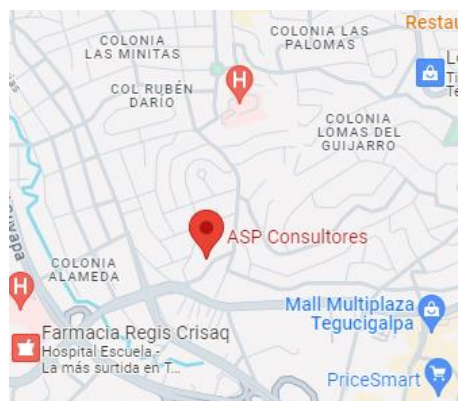 COLONIA
LAS MINITAS
COLONIA LAS
PALOMAS
Restau
H
COL RUBÉN
DARÍO
COLONIA
LOMAS DEL
GUIJARRO
ASP Consultores
COLONIA
ALAMEDA
H
Mall Multiplaza
Tegucigalpa
Farmacia Regis Crisaq
Hospital Escuela -
La más surtida en T...
PriceSmart